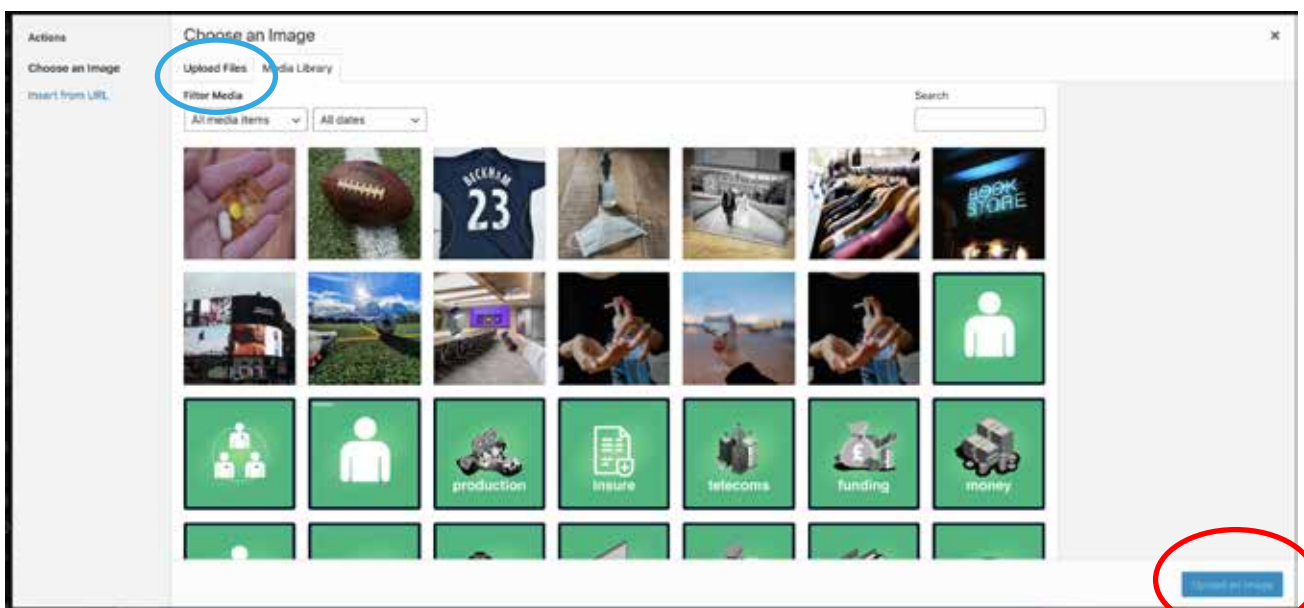 Actions
Choose an Image
Insert from URL
Choose an Image
×
Upload Files
Media Library
Filter Media
Search
All media items
All dates
BECKHAM
23
BOOK
STORE
production
insure
telecoms
£
funding
money
Upload an Image